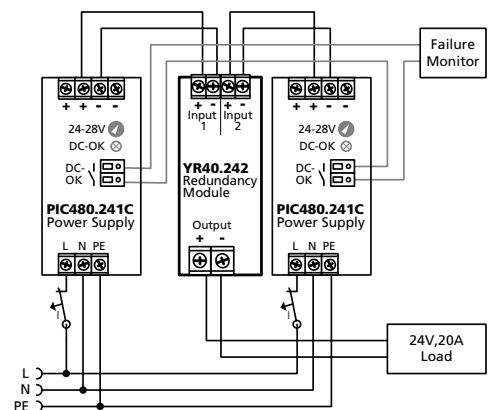 Failure
Monitor
+ + - -
24-28V
DC-OK
DC-
OK
PIC480.241C
Power Supply
L N PE
+ - + -
Input
1
Input
2
YR40.242
Redundancy
Module
Output
+ -
+ + - -
24-28V
DC-OK
DC-
OK
PIC480.241C
Power Supply
L N PE
I
I
24V,20A
Load
L
N
PE